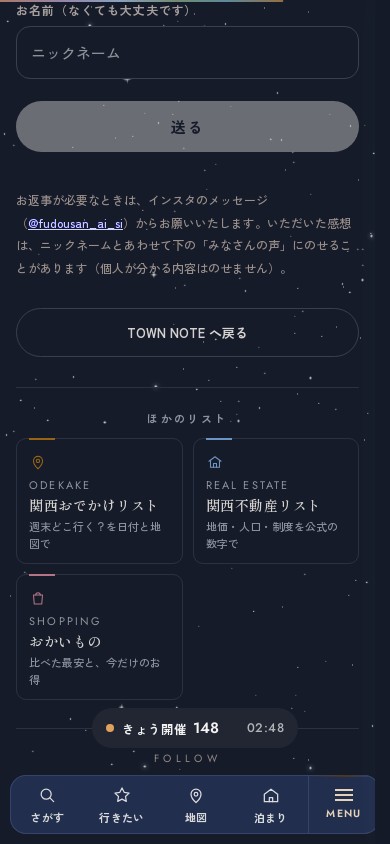 お名前（なくても大丈夫です）
ニックネーム
送る
お返事が必要なときは、インスタのメッセージ
（@fudousan_ai_si）からお願いいたします。いただいた感想
は、ニックネームとあわせて下の「みなさんの声」にのせるこ
とがあります（個人が分かる内容はのせません）。
TOWN NOTE へ戻る
ほかのリスト
ODEKAKE
関西おでかけリスト
週末どこ行く？を日付と地
図で
REAL ESTATE
関西不動産リスト
地価・人口・制度を公式の
数字で
SHOPPING
おかいもの
比べた最安と、今だけのお
得
きょう開催 148 02:48
FOLLOW
さがす 行きたい 地図 泊まり MENU